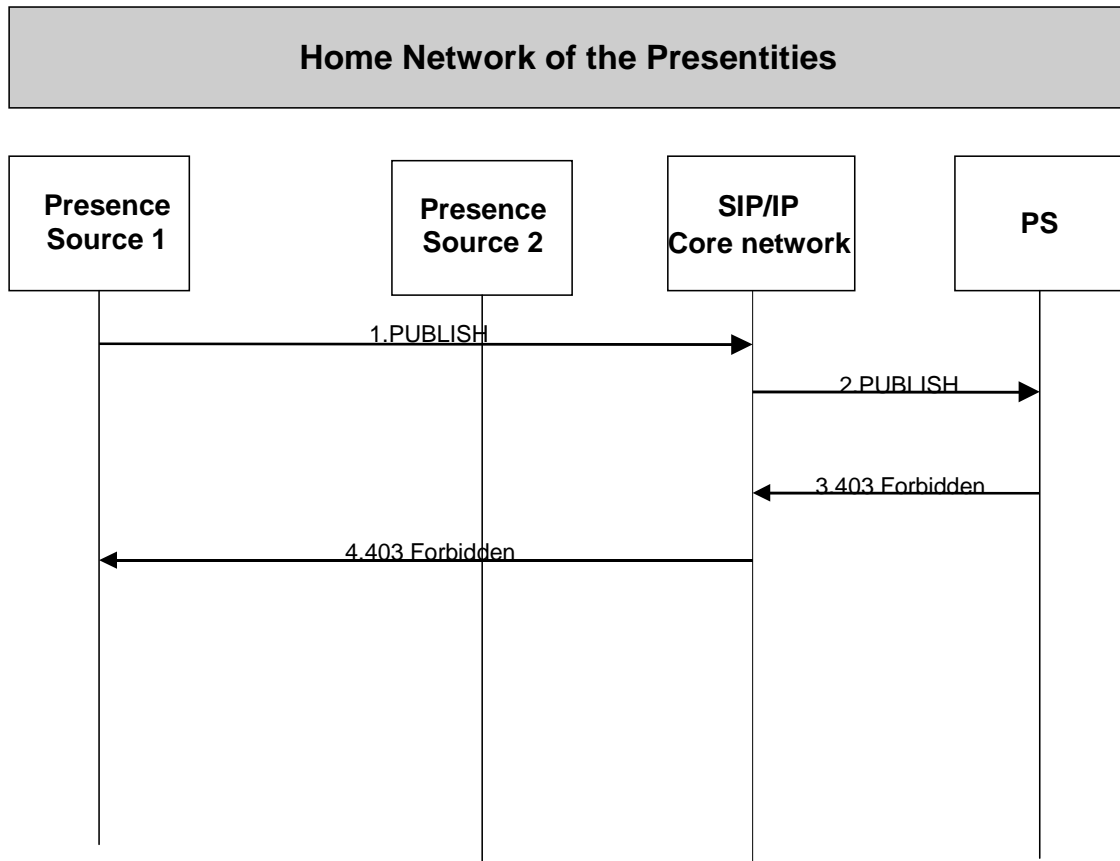 Home Network of the Presentities
Presence
Source 1
Presence
Source 2
SIP/IP
Core network
PS
1.PUBLISH
2.PUBLISH
3.403 Forbidden
4.403 Forbidden